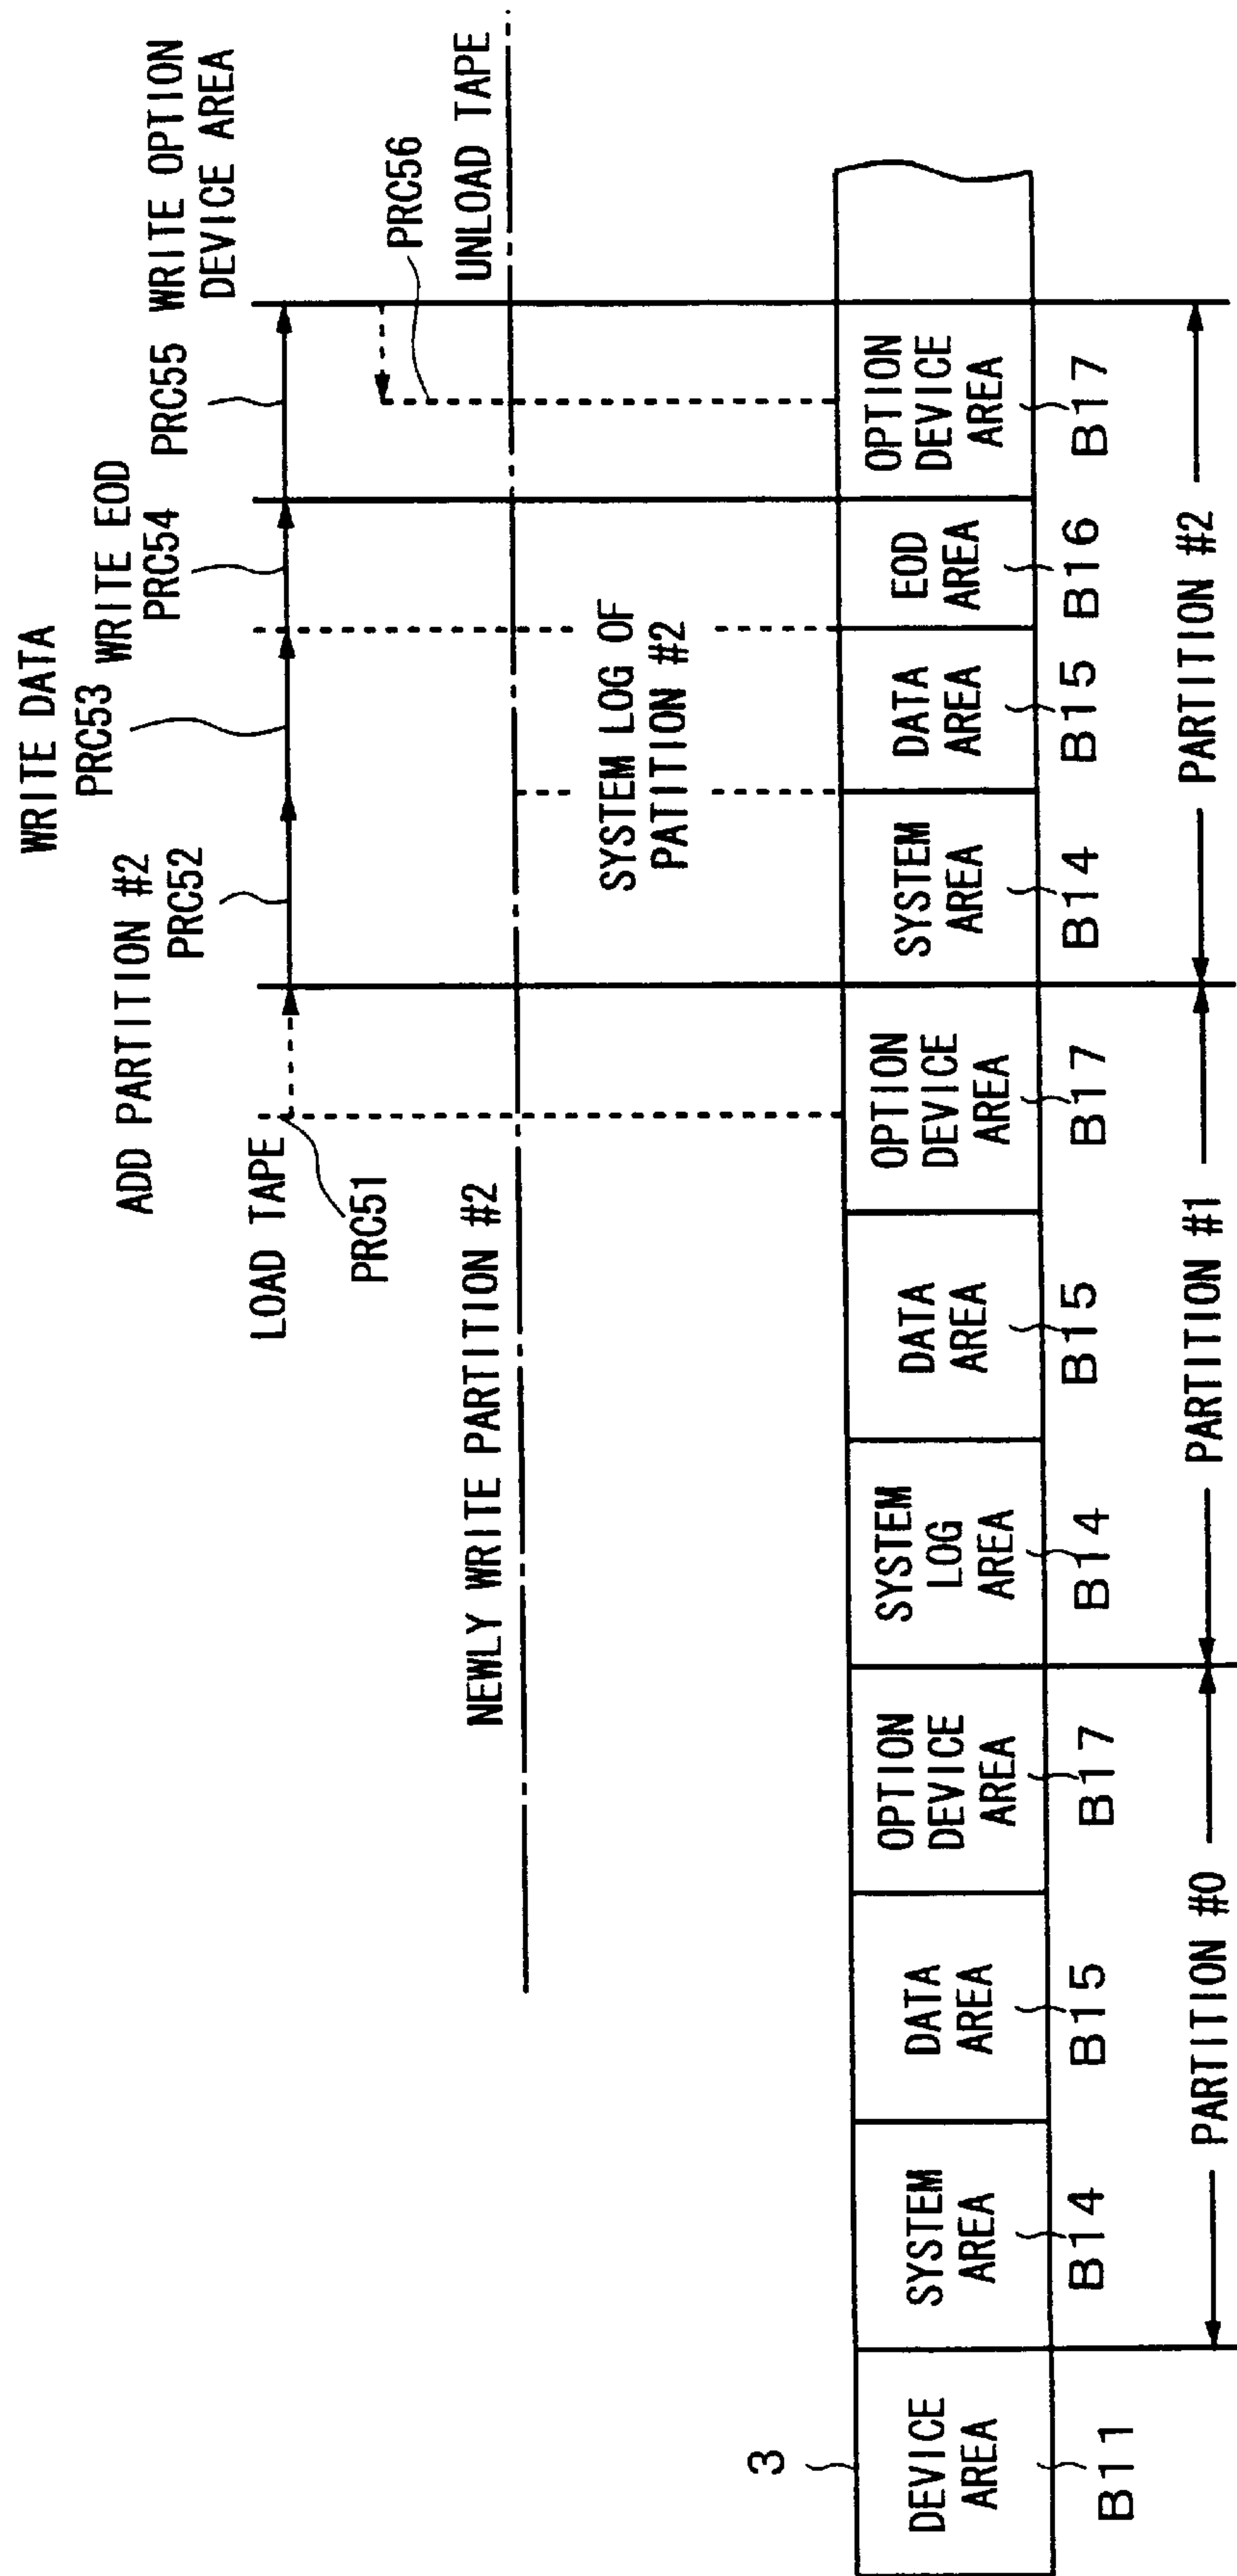 WRITE DATA
PRC53
WRITE EOD
PRC54
PRC55 WRITE OPTION
DEVICE AREA
ADD PARTITION #2
PRC52
LOAD TAPE
PRC51
PRC56
NEWLY WRITE PARTITION #2
UNLOAD TAPE
SYSTEM LOG OF
PATITION #2
3
DEVICE
AREA
SYSTEM
AREA
DATA
AREA
OPTION
DEVICE
AREA
SYSTEM
LOG
AREA
DATA
AREA
OPTION
DEVICE
AREA
SYSTEM
AREA
DATA
AREA
EOD
AREA
OPTION
DEVICE
AREA
B11
B14
B15
B17
B14
B15
B17
B14
B15
B16
B17
PARTITION #0
PARTITION #1
PARTITION #2